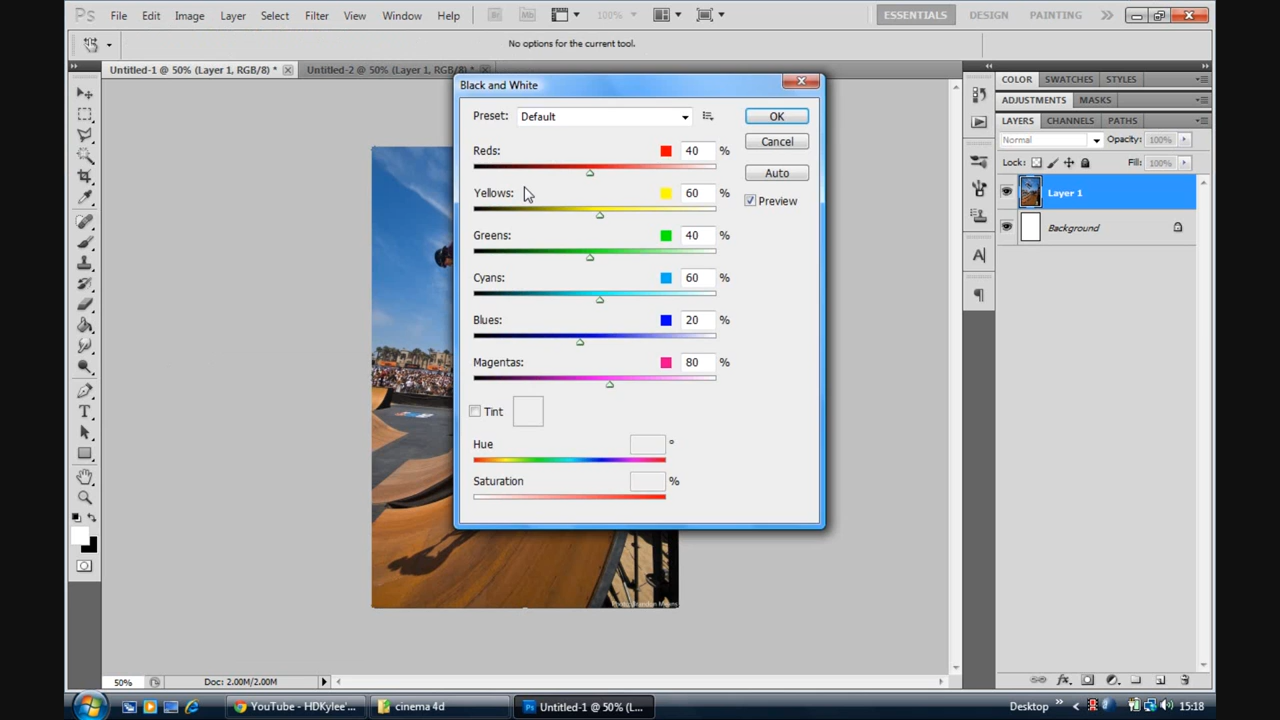 Ps File Edit Image Layer Select Filter View Window Help Br Mb 100% ESSENTIALS DESIGN PAINTING
No options for the current tool.
Untitled-1 @ 50% (Layer 1, RGB/8) * Untitled-2 @ 50% (Layer 1, RGB/8) *
Black and White
Preset: Default OK
Cancel
Reds: 40 %
Auto
Yellows: 60 %
Preview
Greens: 40 %
Cyans: 60 %
Blues: 20 %
Magentas: 80 %
Tint
Hue °
Saturation %
COLOR SWATCHES STYLES
ADJUSTMENTS MASKS
LAYERS CHANNELS PATHS
Normal Opacity: 100%
Lock: Fill: 100%
Layer 1
Background
50% Doc: 2.00M/2.00M
YouTube - HDKylee'... cinema 4d Untitled-1 @ 50% (L... Desktop 15:18